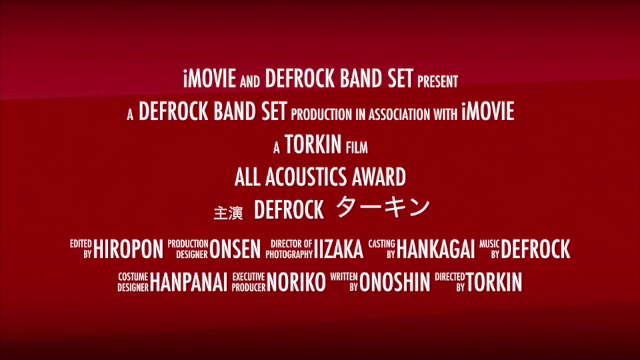 iMOVIE AND DEFROCK BAND SET PRESENT
A DEFROCK BAND SET PRODUCTION IN ASSOCIATION WITH iMOVIE
A TORKIN FILM
ALL ACOUSTICS AWARD
主演 DEFROCK ターキン
EDITED BY HIROPON PRODUCTION DESIGNER ONSEN DIRECTOR OF PHOTOGRAPHY IIZAKA CASTING BY HANKAGAI MUSIC BY DEFROCK
COSTUME DESIGNER HANPANAI EXECUTIVE PRODUCER NORIKO WRITTEN BY ONOSHIN DIRECTED BY TORKIN